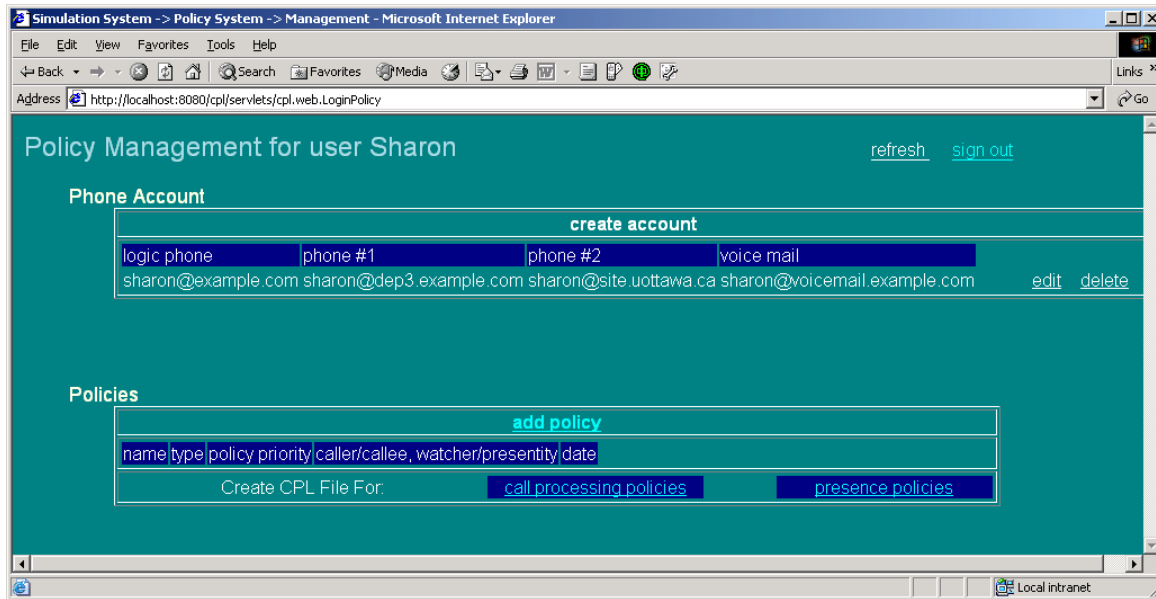 Simulation System -> Policy System -> Management - Microsoft Internet Explorer
File Edit View Favorites Tools Help
Back Search Favorites Media Links »
Address http://localhost:8080/cpl/servlets/cpl.web.LoginPolicy Go
Policy Management for user Sharon refresh sign out
Phone Account
create account
logic phone phone #1 phone #2 voice mail
sharon@example.com sharon@dep3.example.com sharon@site.uottawa.ca sharon@voicemail.example.com edit delete
Policies
add policy
name type policy priority caller/callee, watcher/presentity date
Create CPL File For: call processing policies presence policies
Local intranet